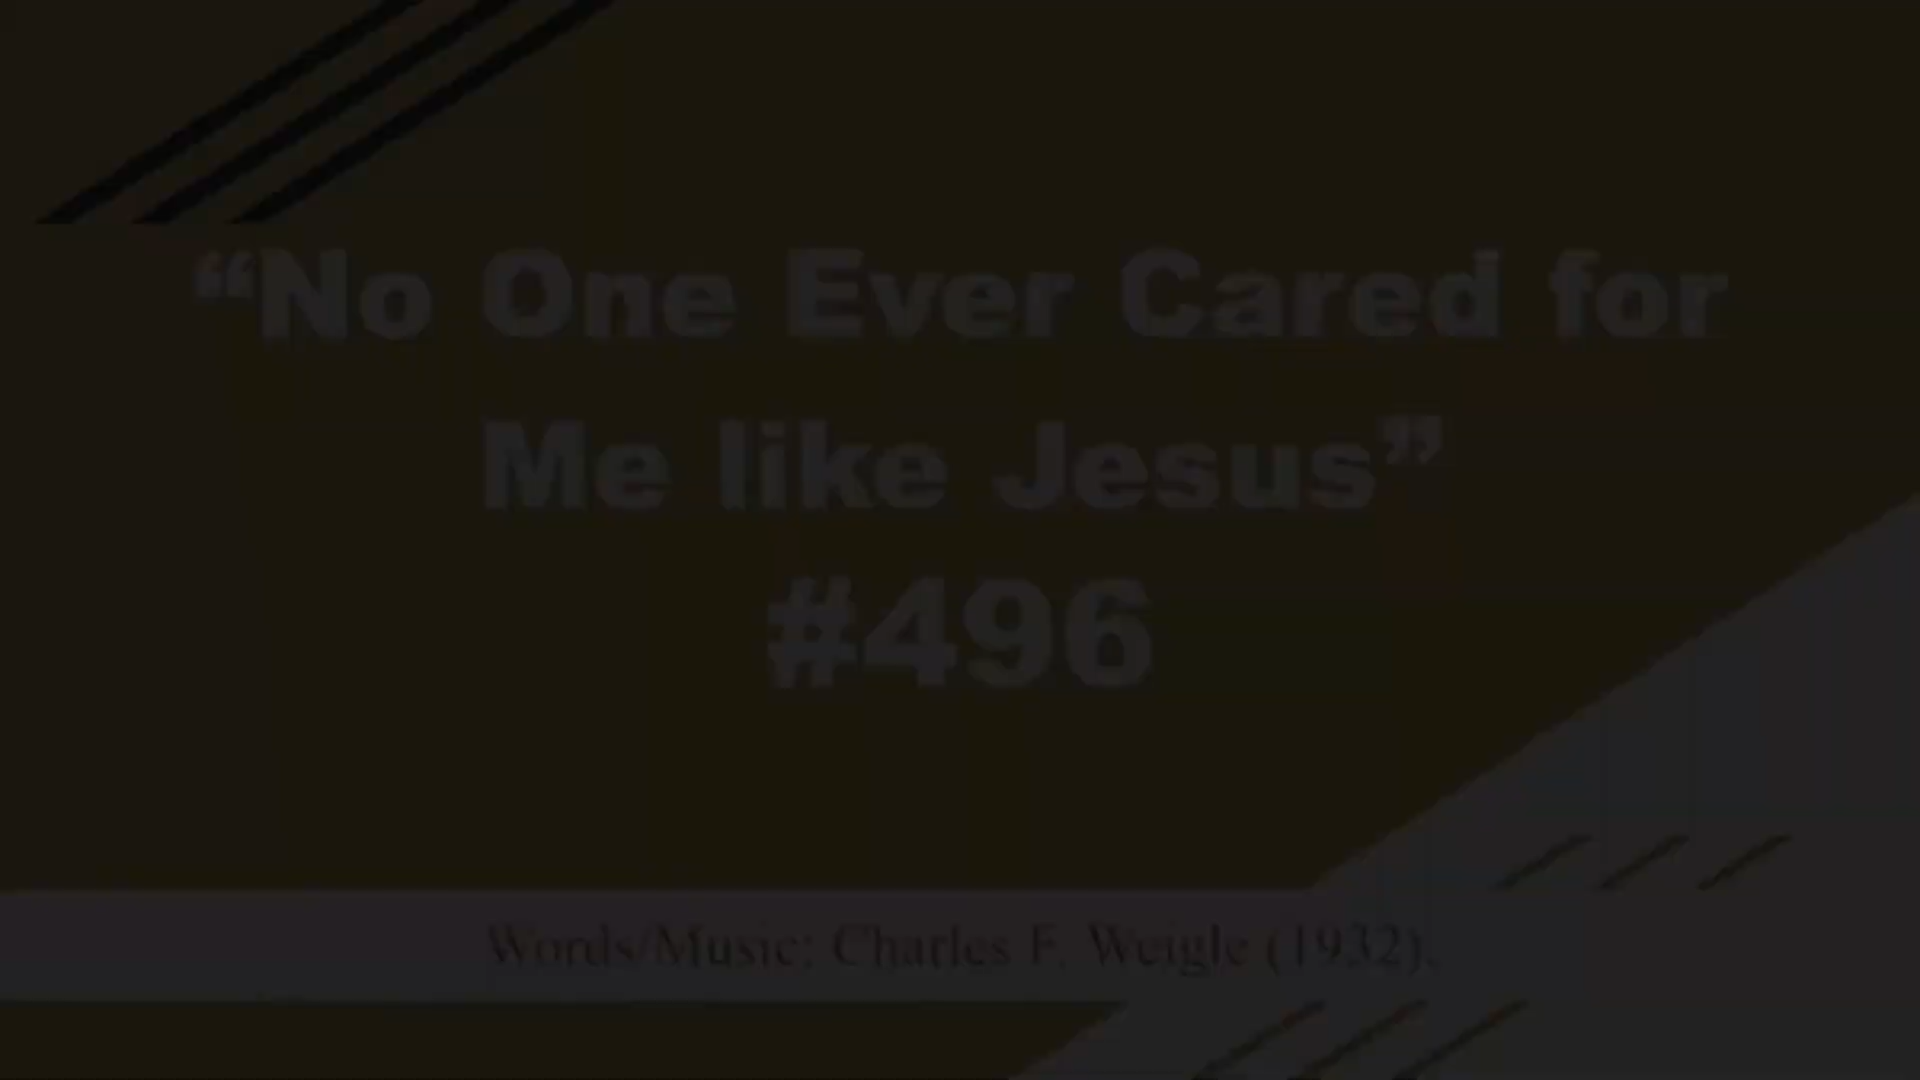 “No One Ever Cared for
Me like Jesus”
#496
Words/Music: Charles F. Weigle (1932).